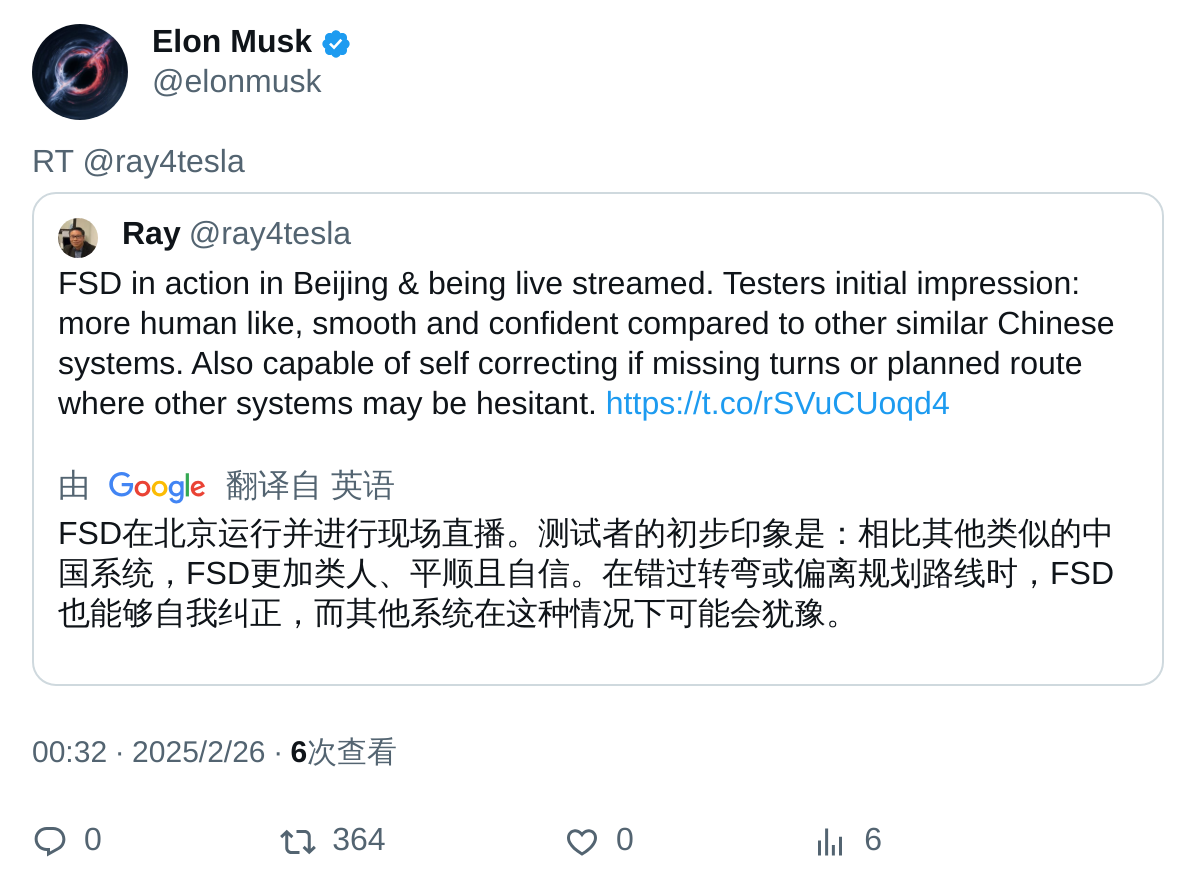 Elon Musk
@elonmusk
RT @ray4tesla
Ray @ray4tesla
FSD in action in Beijing & being live streamed. Testers initial impression:
more human like, smooth and confident compared to other similar Chinese
systems. Also capable of self correcting if missing turns or planned route
where other systems may be hesitant. https://t.co/rSVuCUoqd4
由 Google 翻译自 英语
FSD在北京运行并进行现场直播。测试者的初步印象是：相比其他类似的中
国系统，FSD更加类人、平顺且自信。在错过转弯或偏离规划路线时，FSD
也能够自我纠正，而其他系统在这种情况下可能会犹豫。
00:32 · 2025/2/26 · 6次查看
0 364 0 6